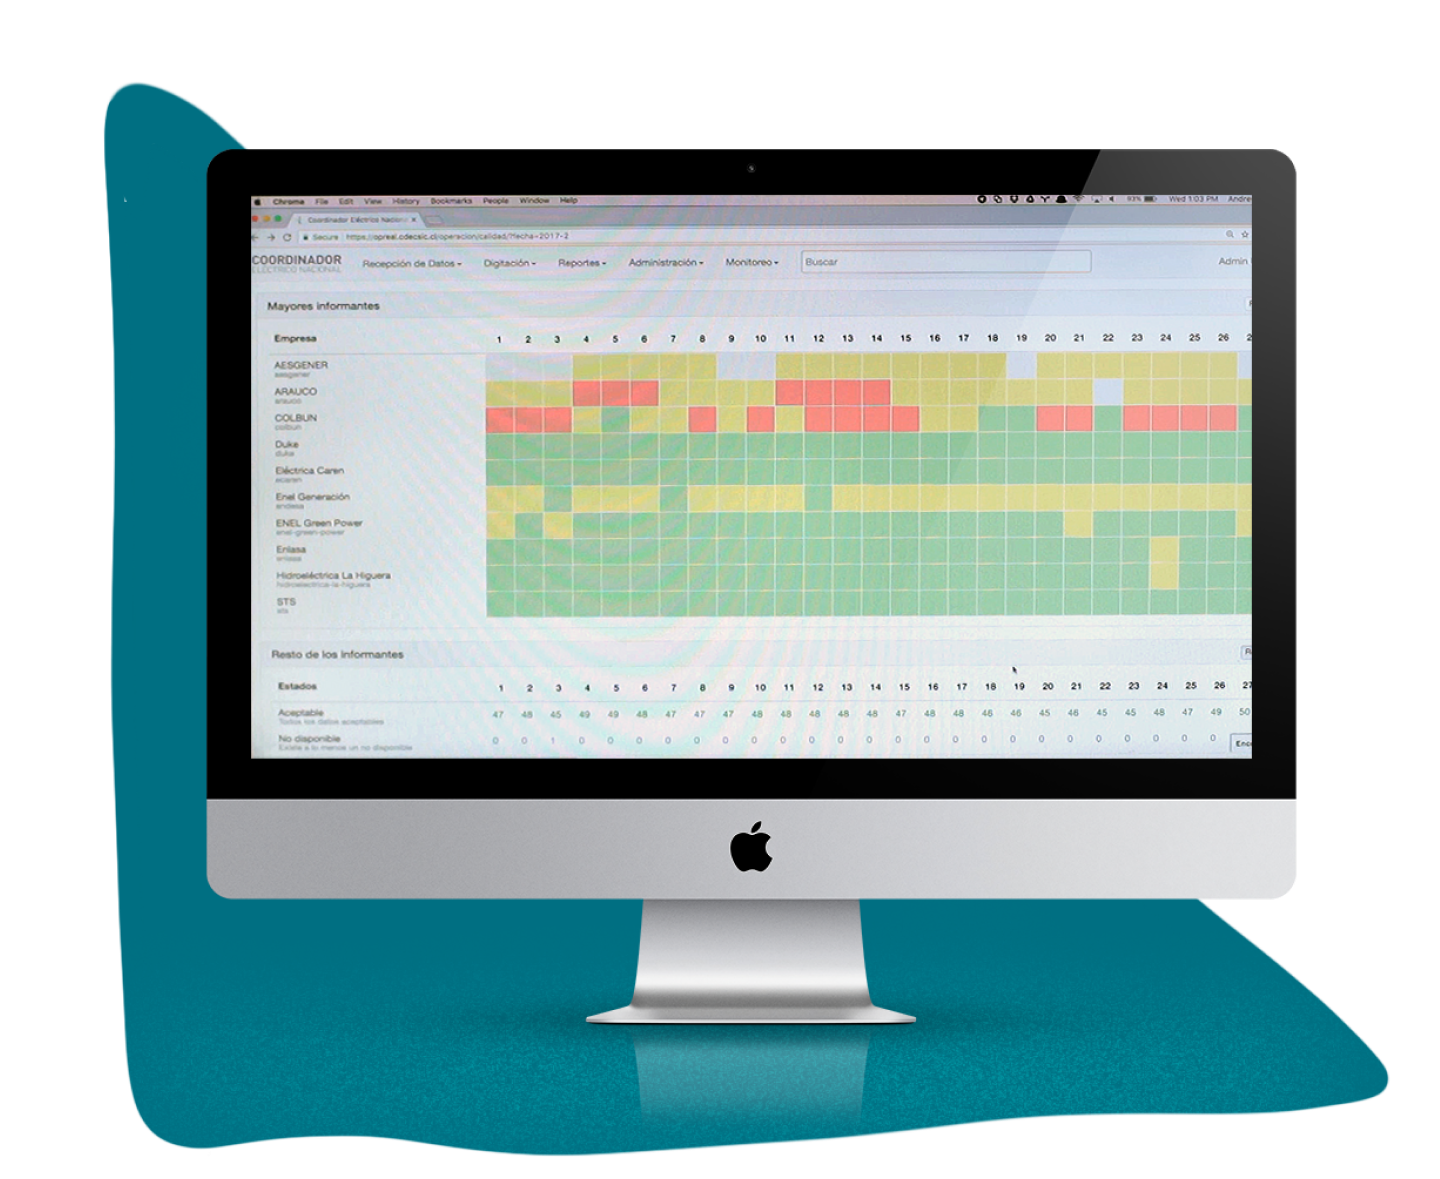 Chrome File Edit View History Bookmarks People Window Help 93% Wed 1:03 PM Andre
Coordinador Eléctrico Nacion
Secure https://opreal.cdecsic.cl/operacion/calidad/?fecha=2017-2
COORDINADOR Recepción de Datos Digitación Reportes Administración Monitoreo Buscar Admin
ELÉCTRICO NACIONAL
Mayores informantes
Empresa 1 2 3 4 5 6 7 8 9 10 11 12 13 14 15 16 17 18 19 20 21 22 23 24 25 26 2
AESGENER
aesgener
ARAUCO
arauco
COLBUN
colbun
Duke
duke
Eléctrica Caren
Enel Generación
endesa
ENEL Green Power
enel-green-power
Enlasa
enlasa
Hidroeléctrica La Higuera
hidroelectrica-la-higuera
STS
sts
Resto de los informantes
Estados 1 2 3 4 5 6 7 8 9 10 11 12 13 14 15 16 17 18 19 20 21 22 23 24 25 26 27
Aceptable 47 48 45 49 49 48 47 47 47 48 48 48 48 48 47 48 48 46 46 45 46 45 45 48 47 49 50
Todos los datos aceptables
No disponible 0 0 1 0 0 0 0 0 0 0 0 0 0 0 0 0 0 0 0 0 0 0 0 0 0 0
Existe a lo menos un no disponible